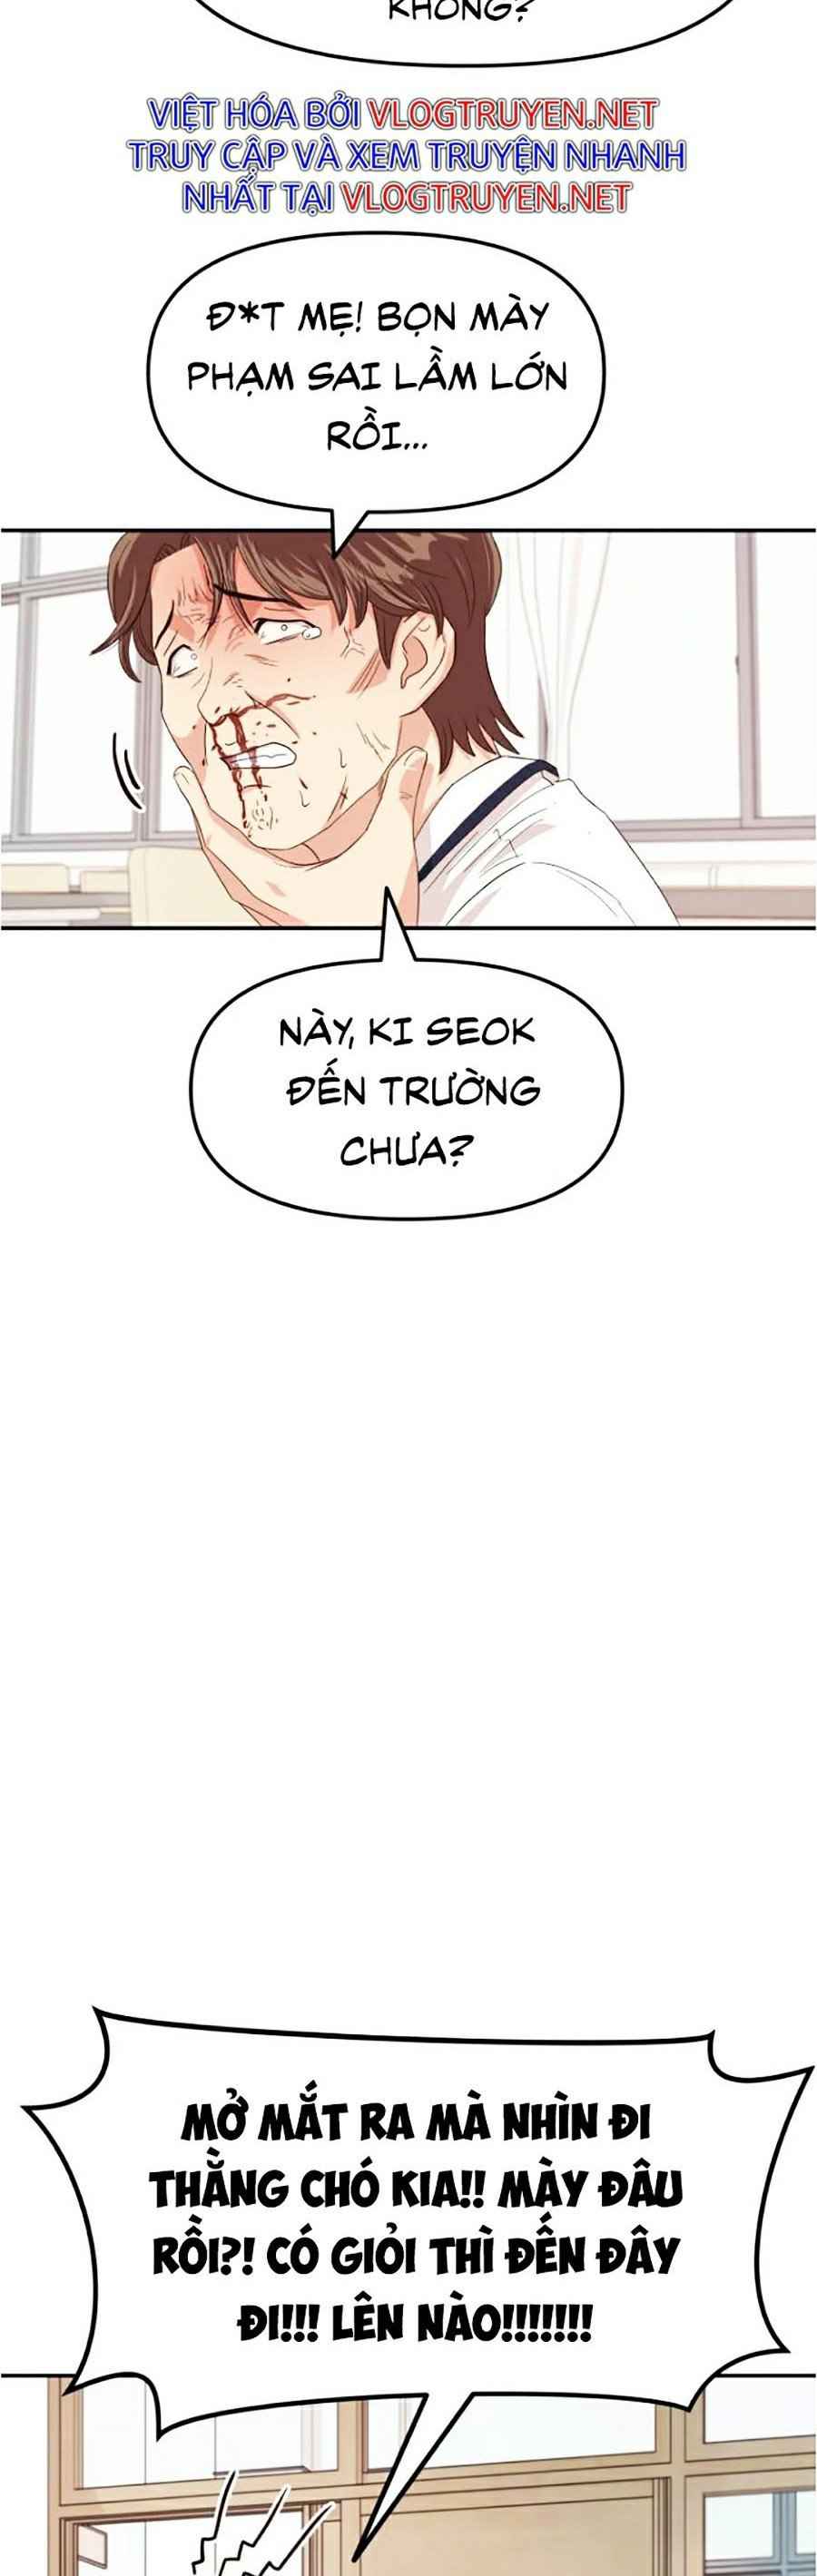 KHÔNG?
VIỆT HÓA BỞI VLOGTRUYEN.NET
TRUY CẬP VÀ XEM TRUYỆN NHANH
NHẤT TẠI VLOGTRUYEN.NET
Đ*T MẸ! BỌN MÀY
PHẠM SAI LẦM LỚN
RỒI...
NÀY, KI SEOK
ĐẾN TRƯỜNG
CHƯA?
MỞ MẮT RA MÀ NHÌN ĐI
THẰNG CHÓ KIA!! MÀY ĐÂU
RỒI?! CÓ GIỎI THÌ ĐẾN ĐÂY
ĐI!!! LÊN NÀO!!!!!!!